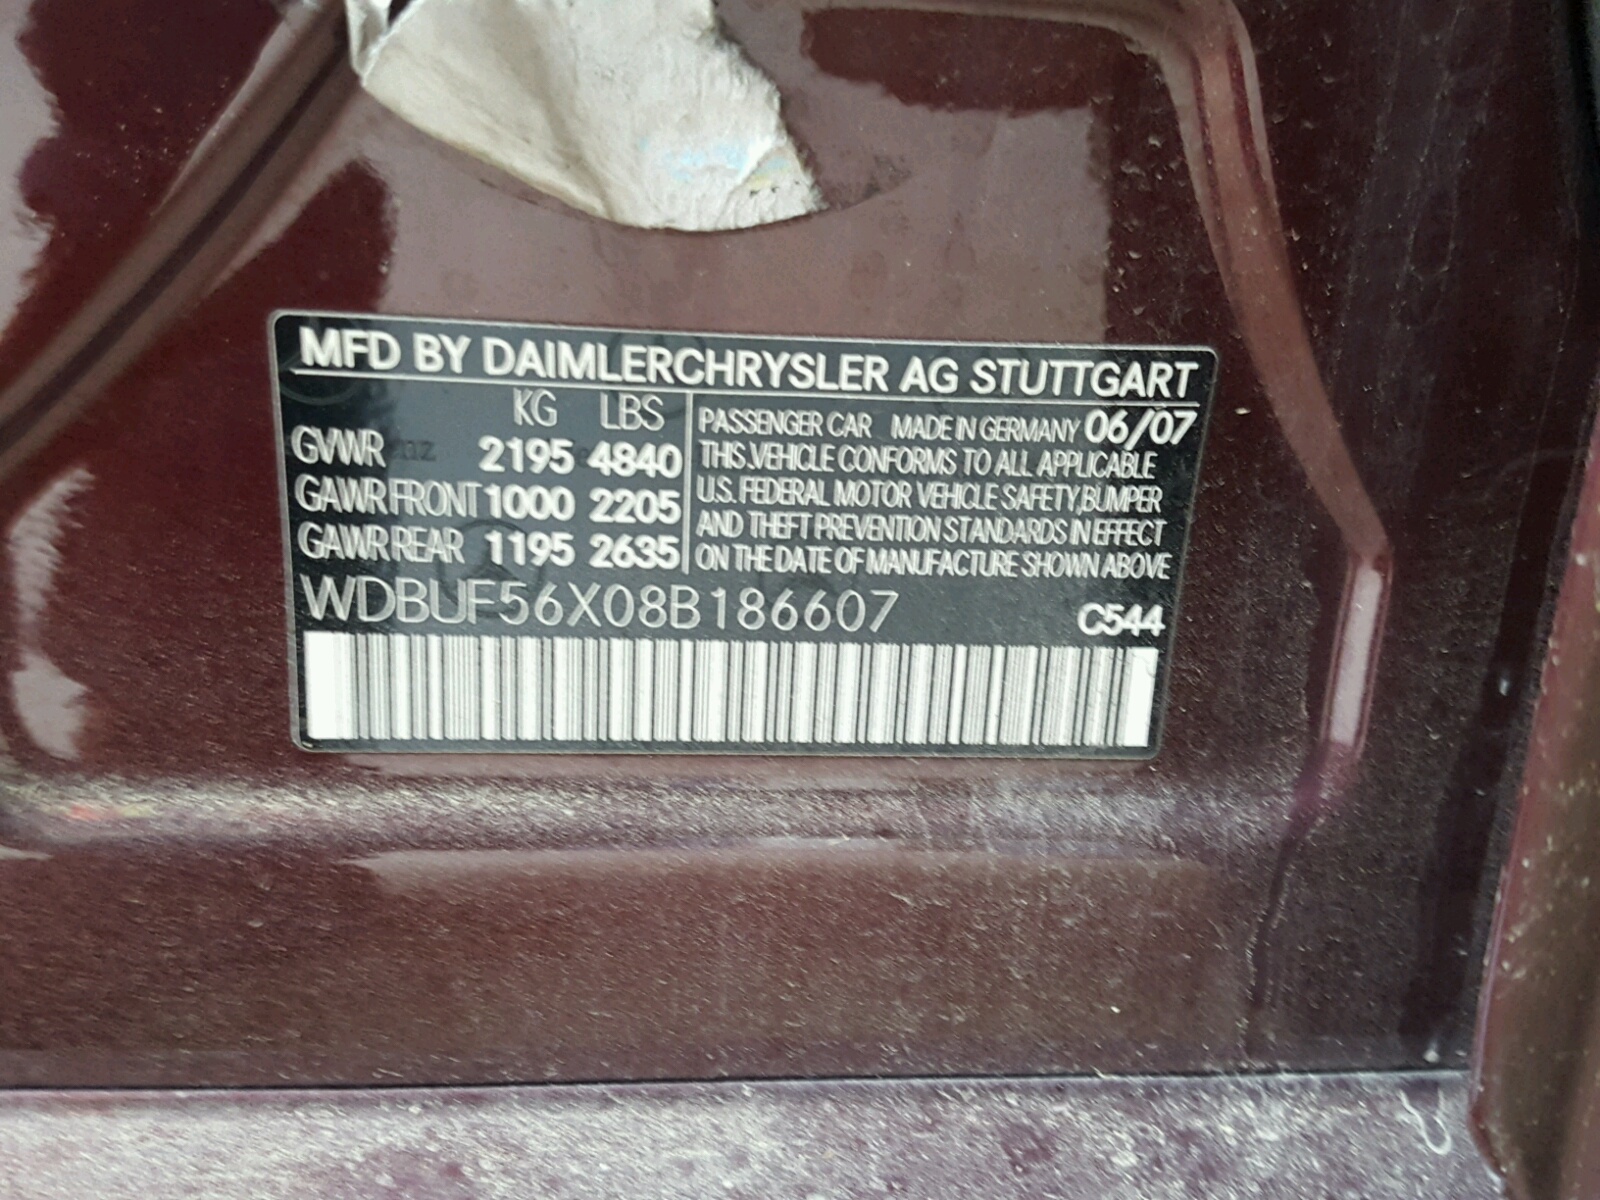 MFD BY DAIMLERCHRYSLER AG STUTTGART
KG LBS
GVWR 2195 4840
GAWR FRONT 1000 2205
GAWR REAR 1195 2635
PASSENGER CAR MADE IN GERMANY 06/07
THIS.VEHICLE CONFORMS TO ALL APPLICABLE
U.S. FEDERAL MOTOR VEHICLE SAFETY,BUMPER
AND THEFT PREVENTION STANDARDS IN EFFECT
ON THE DATE OF MANUFACTURE SHOWN ABOVE
WDBUF56X08B186607 C544